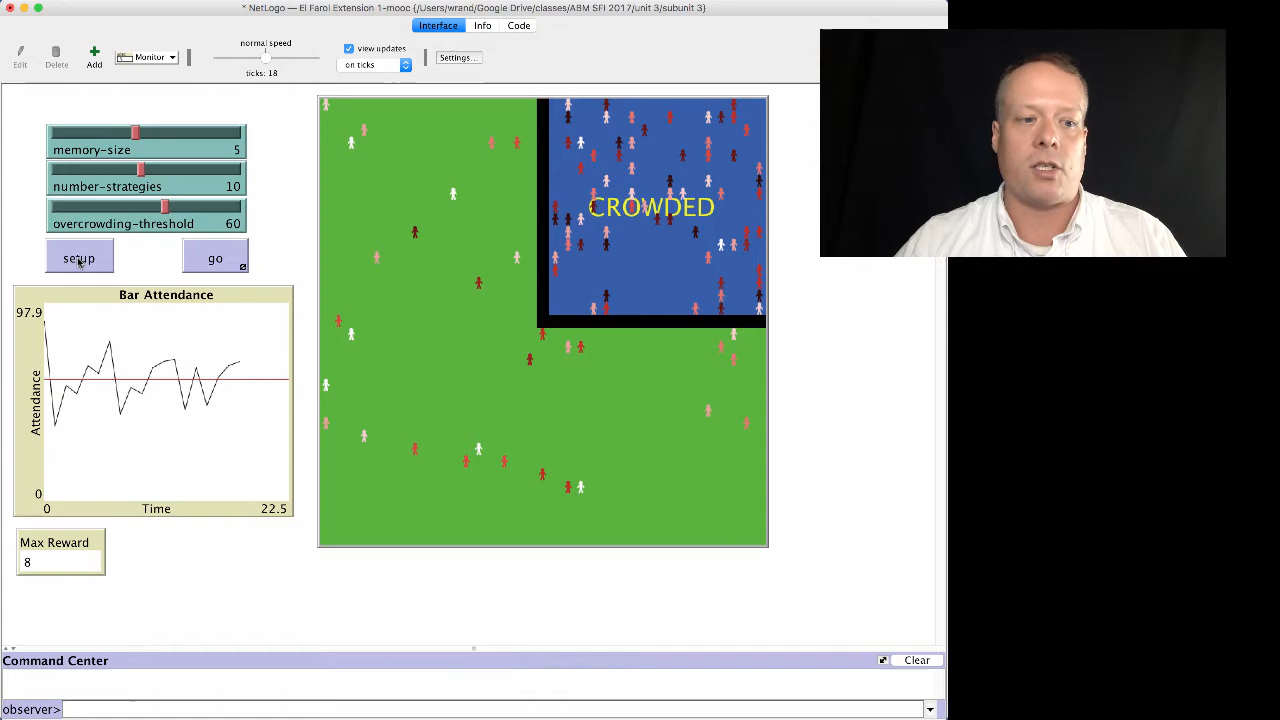 * NetLogo — El Farol Extension 1-mooc {/Users/wrand/Google Drive/classes/ABM SFI 2017/unit 3/subunit 3}
Interface Info Code
Edit Delete Add Monitor normal speed view updates on ticks Settings...
ticks: 18
memory-size 5
number-strategies 10
overcrowding-threshold 60
setup go
CROWDED
Bar Attendance
97.9
Attendance
0
0 Time 22.5
Max Reward
8
Command Center Clear
observer>